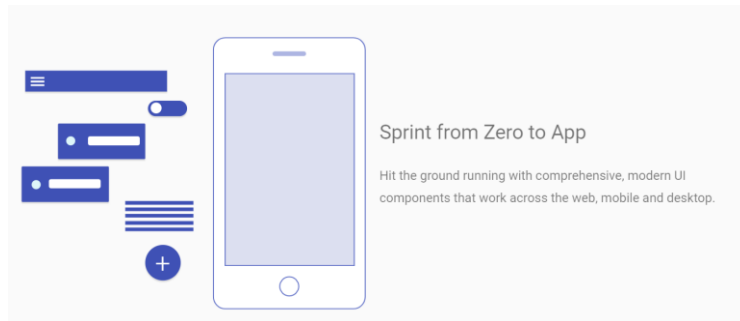 Sprint from Zero to App
Hit the ground running with comprehensive, modern UI
components that work across the web, mobile and desktop.